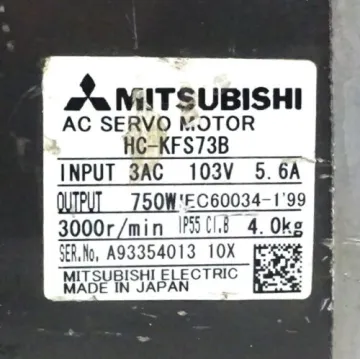 MITSUBISHI
AC SERVO MOTOR
HC-KFS73B
INPUT 3AC 103V 5.6A
OUTPUT 750W IEC60034-1'99
3000r/min IP55 Cl.B 4.0kg
SER.No. A93354013 10X
MITSUBISHI ELECTRIC
MADE IN JAPAN